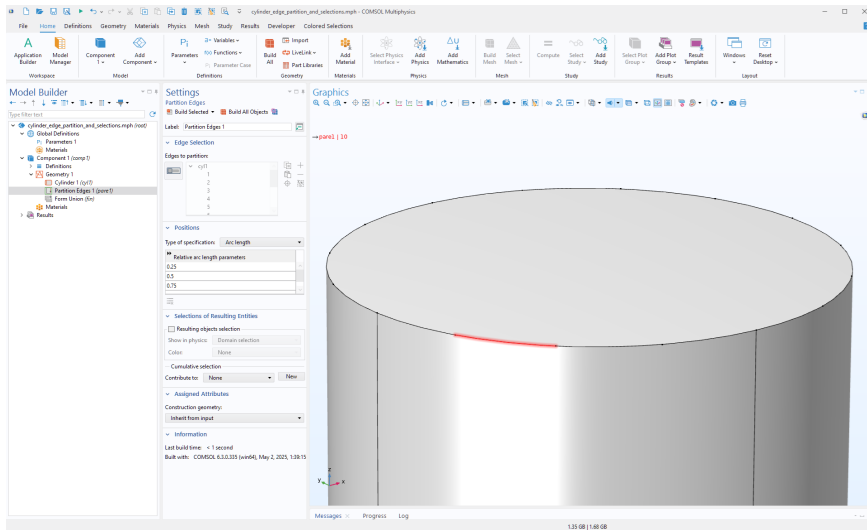 cylinder_edge_partition_and_selections.mph - COMSOL Multiphysics
File Home Definitions Geometry Materials Physics Mesh Study Results Developer Colored Selections
Application Builder
Model Manager
Workspace
Component 1
Add Component
Model
Pi Parameters
a= Variables
f(x) Functions
Pi Parameter Case
Definitions
Build All
Import
LiveLink
Part Libraries
Geometry
Add Material
Materials
Select Physics Interface
Add Physics
Add Mathematics
Physics
Build Mesh
Select Mesh
Mesh
Compute
Select Study
Add Study
Study
Select Plot Group
Add Plot Group
Result Templates
Results
Windows
Reset Desktop
Layout
Model Builder
Type filter text
cylinder_edge_partition_and_selections.mph (root)
Global Definitions
Pi Parameters 1
Materials
Component 1 (comp1)
Definitions
Geometry 1
Cylinder 1 (cyl1)
Partition Edges 1 (pare1)
Form Union (fin)
Materials
Results
Settings
Partition Edges
Build Selected Build All Objects
Label: Partition Edges 1
Edge Selection
Edges to partition:
cyl1
1
2
3
4
5
Positions
Type of specification: Arc length
Relative arc length parameters
0.25
0.5
0.75
Selections of Resulting Entities
Resulting objects selection
Show in physics: Domain selection
Color: None
Cumulative selection
Contribute to: None New
Assigned Attributes
Construction geometry:
Inherit from input
Information
Last build time: < 1 second
Built with: COMSOL 6.3.0.335 (win64), May 2, 2025, 1:39:15
Graphics
pare1 | 10
z
y
x
Messages Progress Log
1.35 GB | 1.68 GB